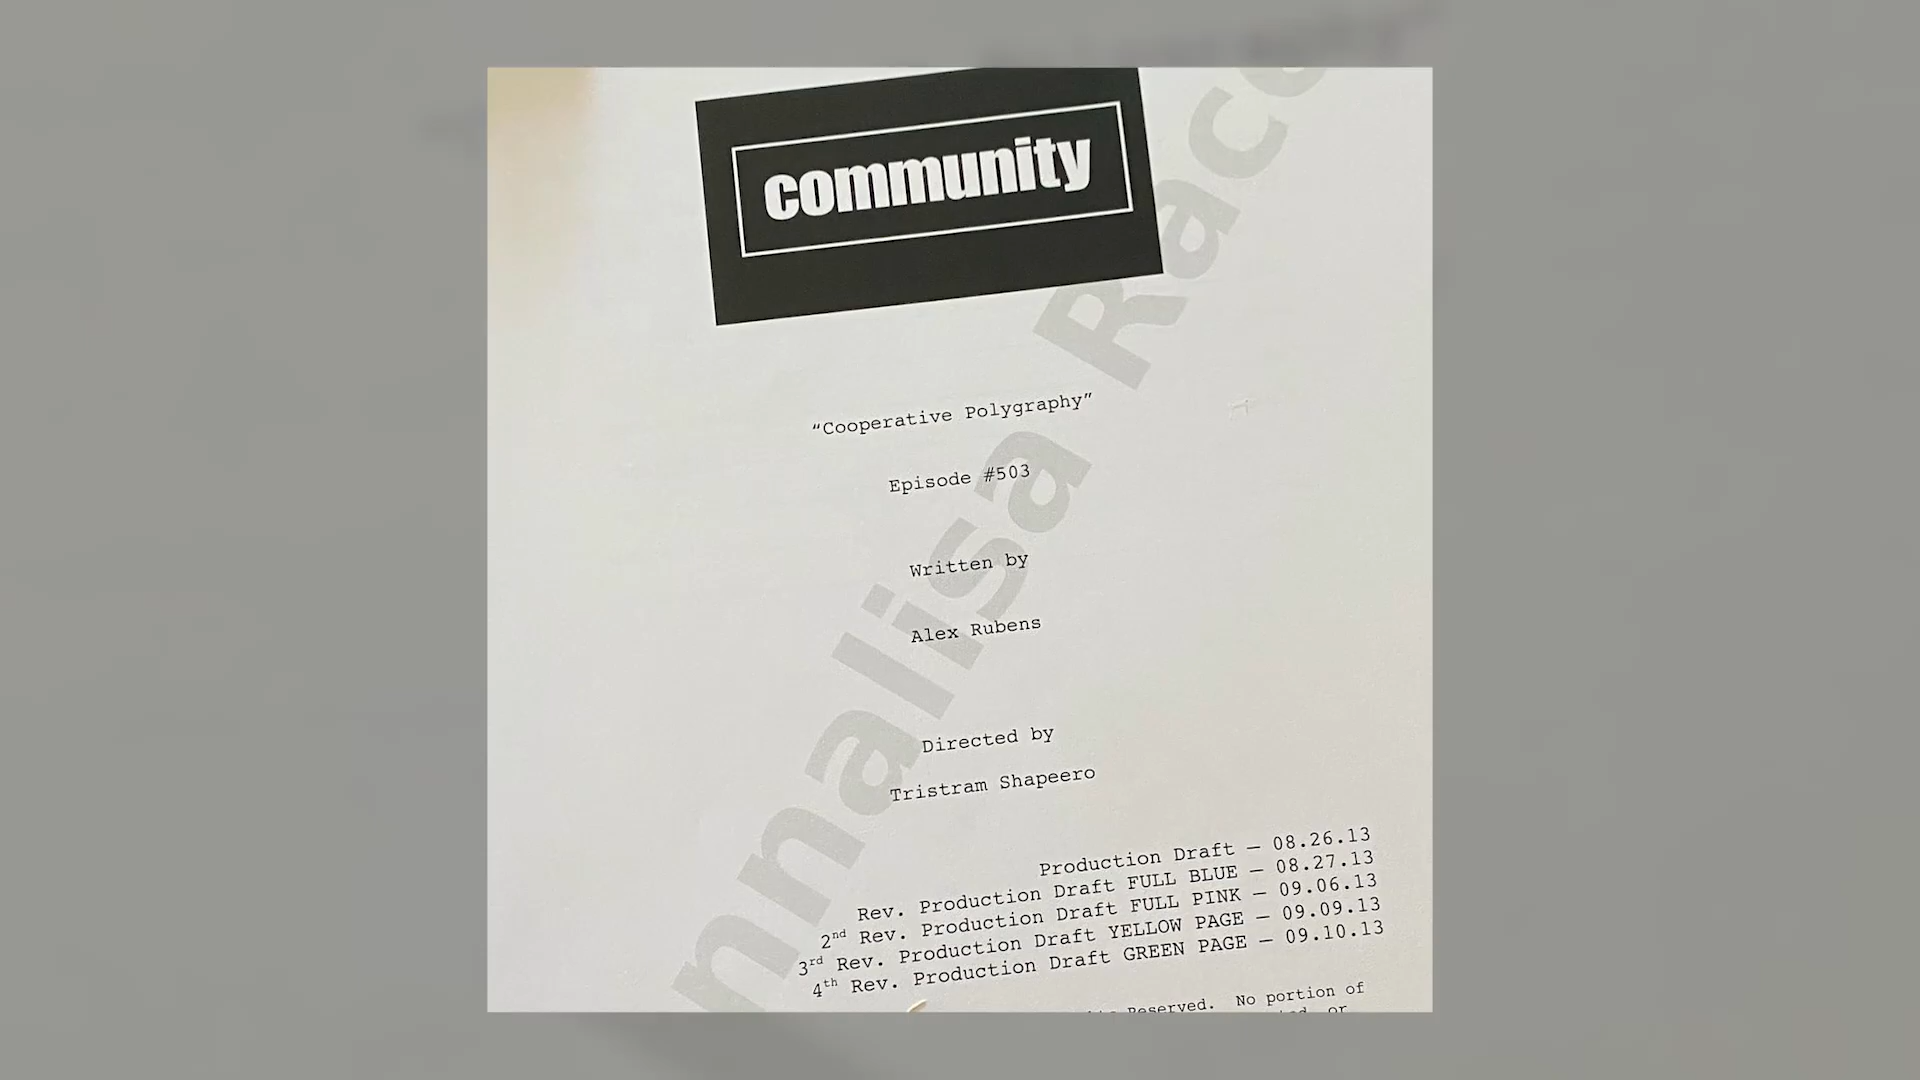 community
“Cooperative Polygraphy”
Episode #503
Written by
Alex Rubens
Directed by
Tristram Shapeero
Production Draft – 08.26.13
Rev. Production Draft FULL BLUE – 08.27.13
2nd Rev. Production Draft FULL PINK – 09.06.13
3rd Rev. Production Draft YELLOW PAGE – 09.09.13
4th Rev. Production Draft GREEN PAGE – 09.10.13
Reserved. No portion of
or
nnalisa Race